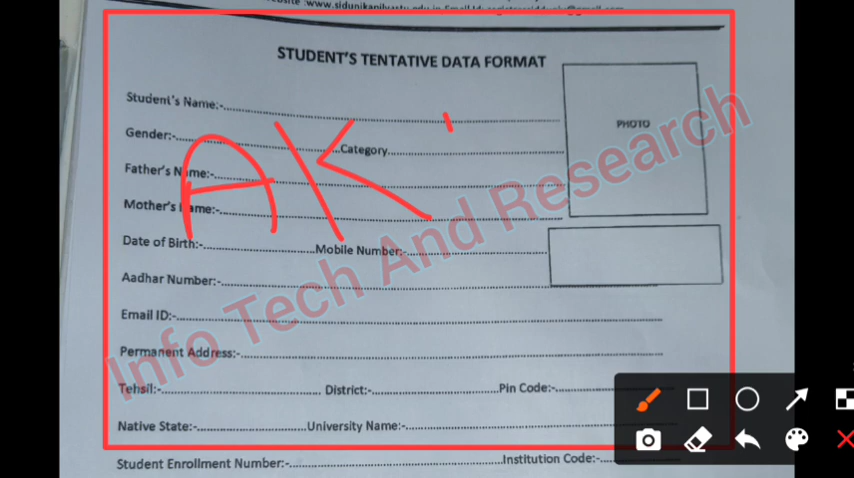 STUDENT'S TENTATIVE DATA FORMAT
PHOTO
Student's Name:-
Gender:- Category
Father's Name:-
Mother's Name:-
Date of Birth:- Mobile Number:-
Aadhar Number:-
Email ID:-
Permanent Address:-
Tehsil:- District:- Pin Code:-
Native State:- University Name:-
Student Enrollment Number:- Institution Code:-
AK
Info Tech And Research